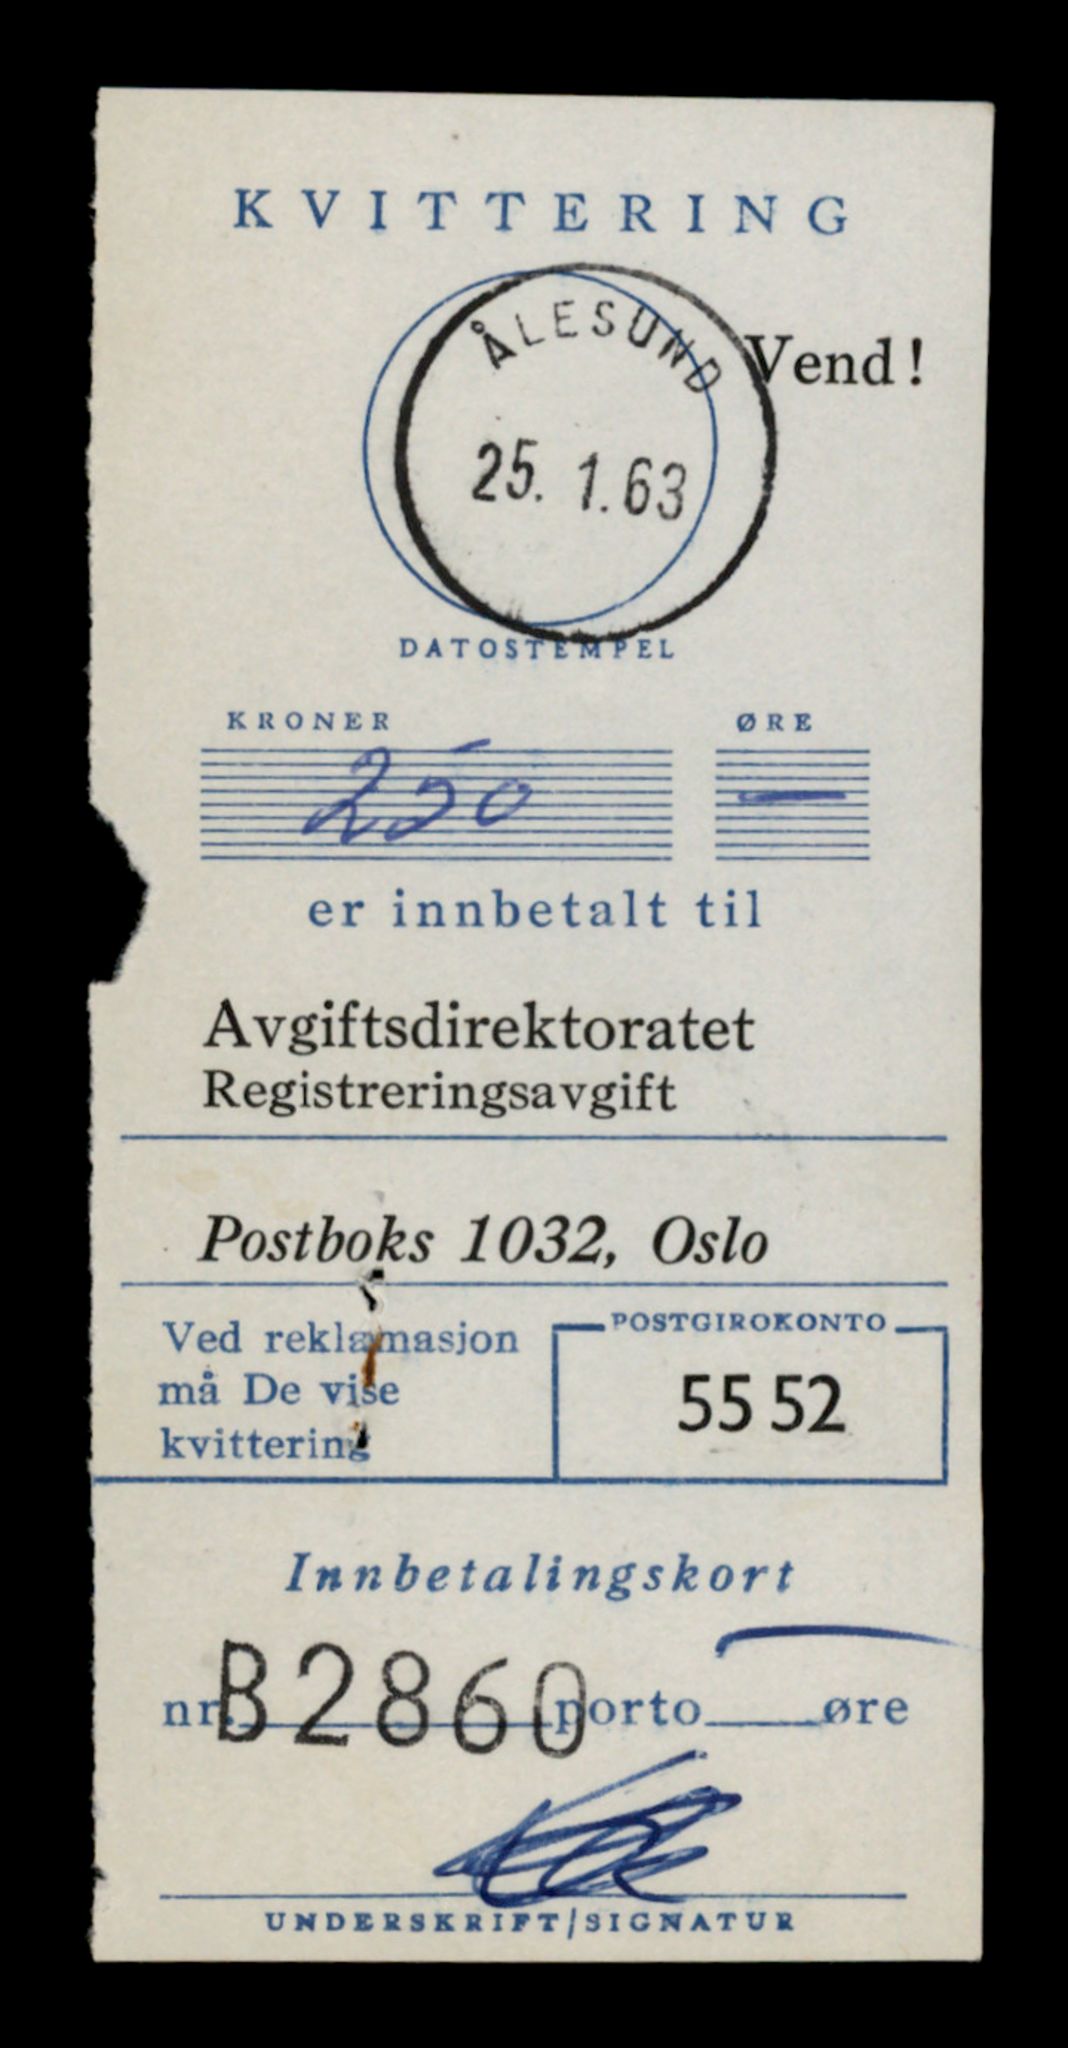 KVITTERING
ÅLESUND
Vend!
25. 1. 63
DATOSTEMPEL
KRONER ØRE
250 —
er innbetalt til
Avgiftsdirektoratet
Registreringsavgift
Postboks 1032, Oslo
Ved reklamasjon
må De vise
kvittering
POSTGIROKONTO
55 52
Innbetalingskort
nr. B2860 porto øre
UNDERSKRIFT/SIGNATUR